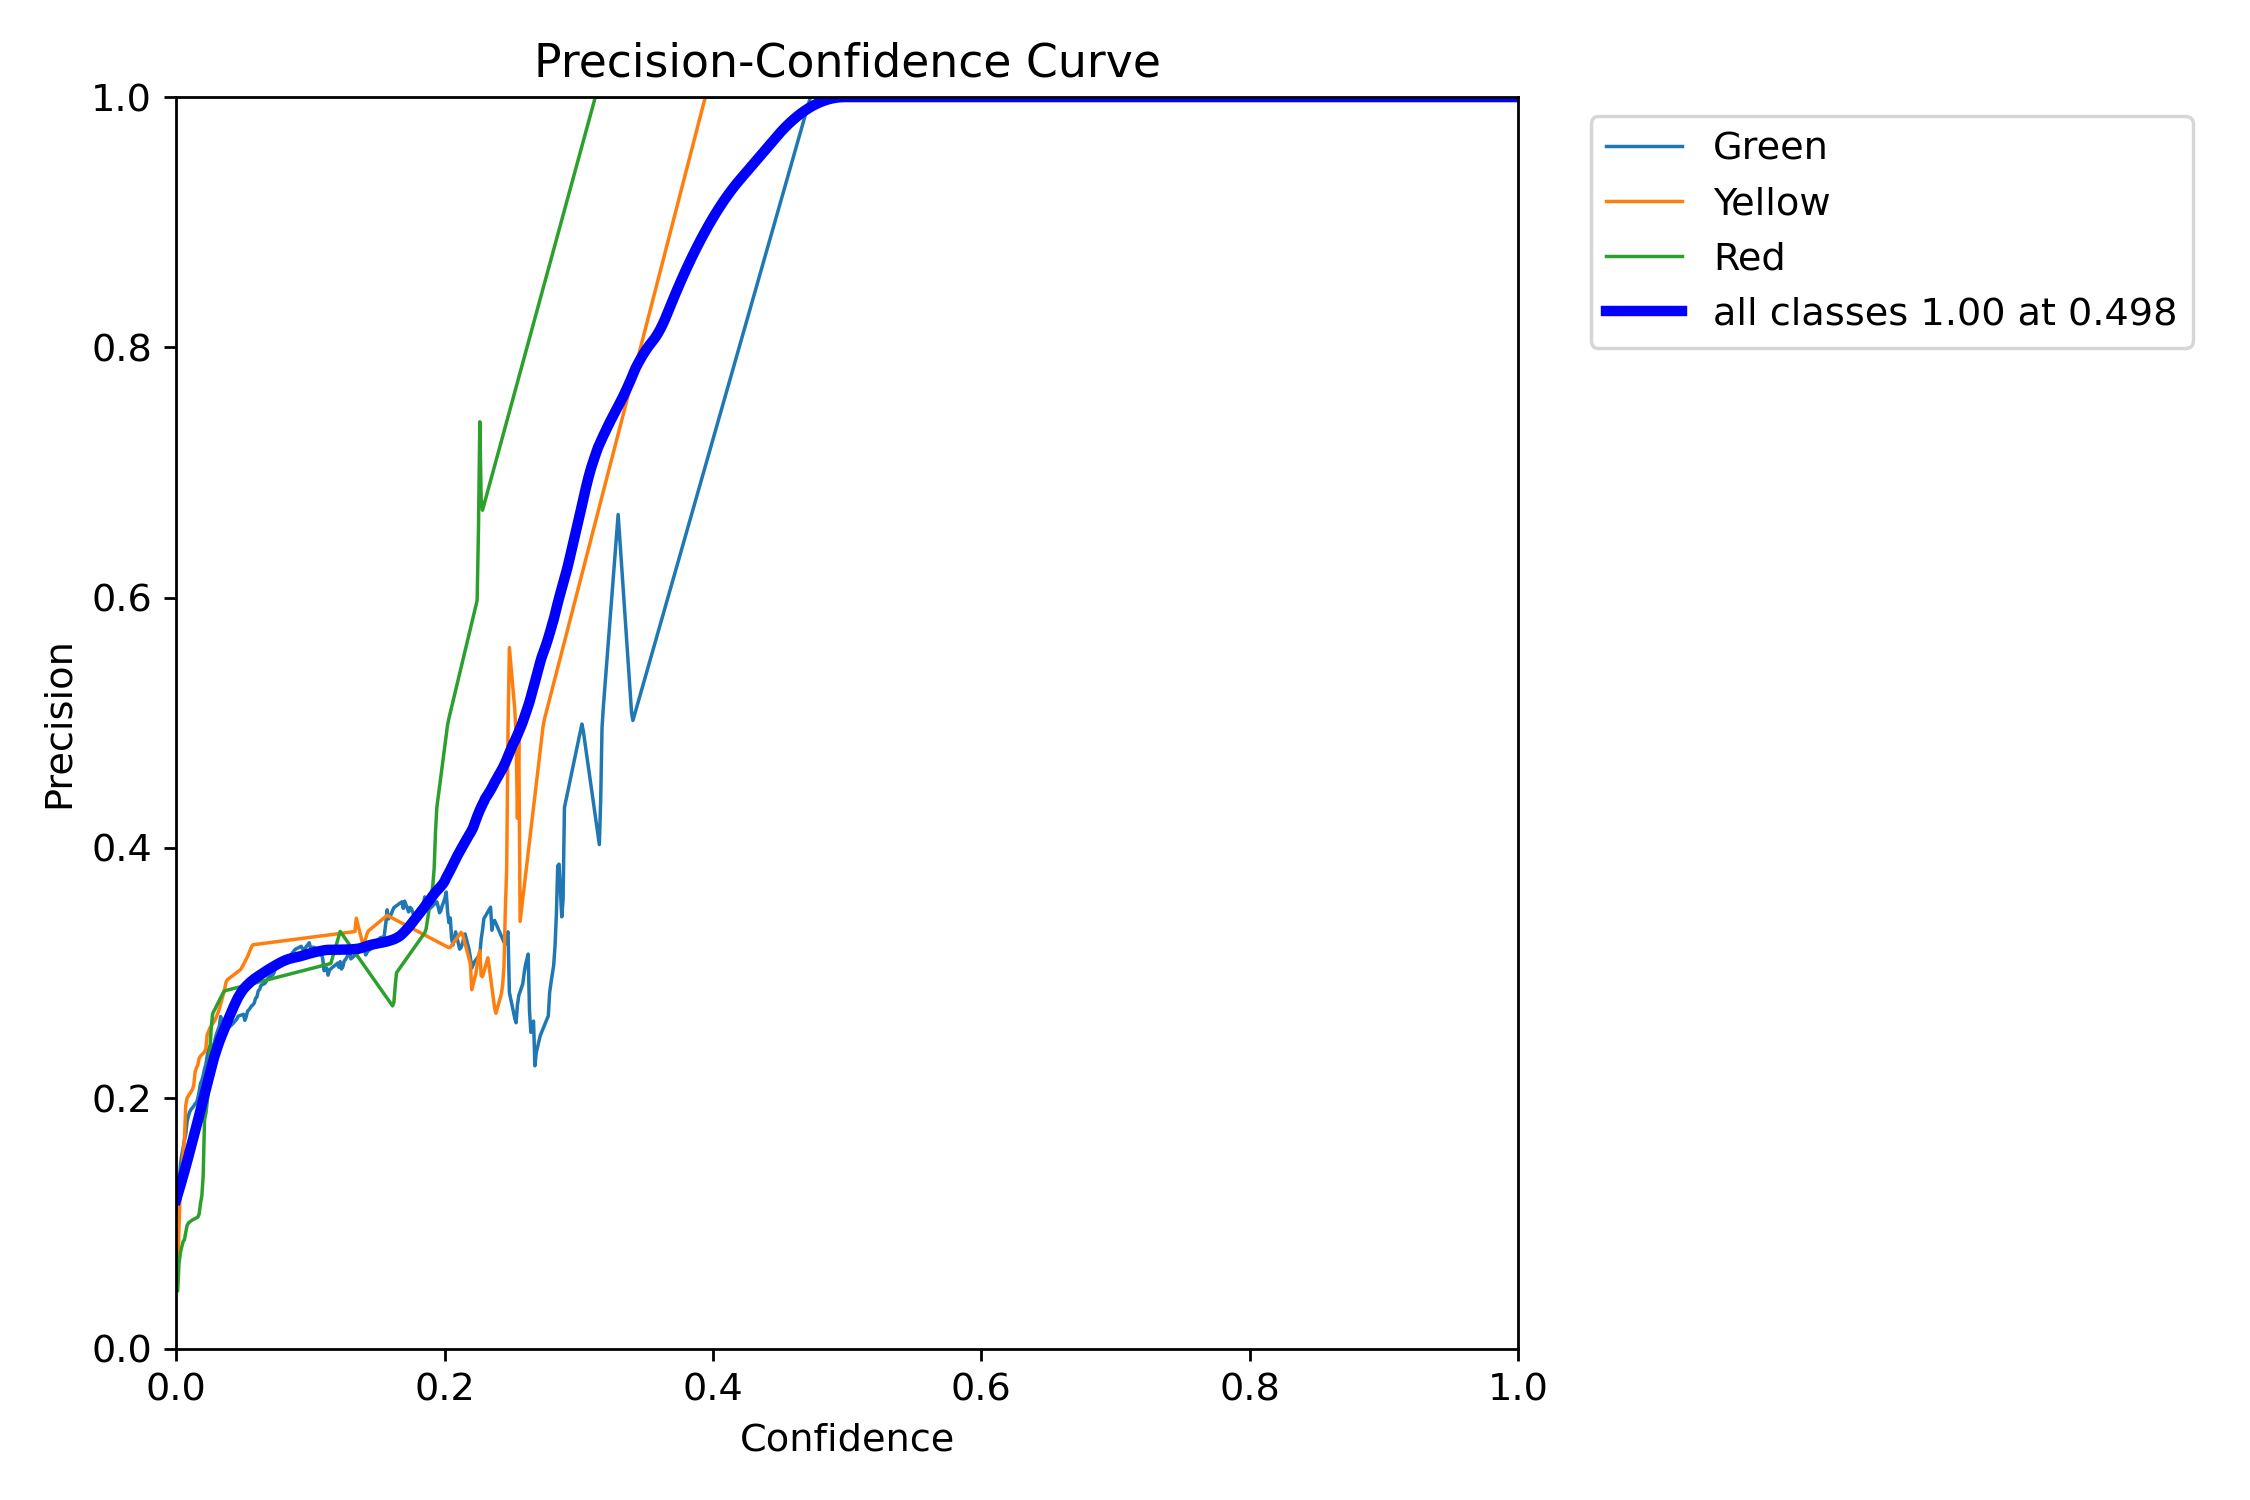 Precision-Confidence Curve
1.0
0.8
0.6
0.4
0.2
0.0
Precision
0.0 0.2 0.4 0.6 0.8 1.0
Confidence
Green
Yellow
Red
all classes 1.00 at 0.498